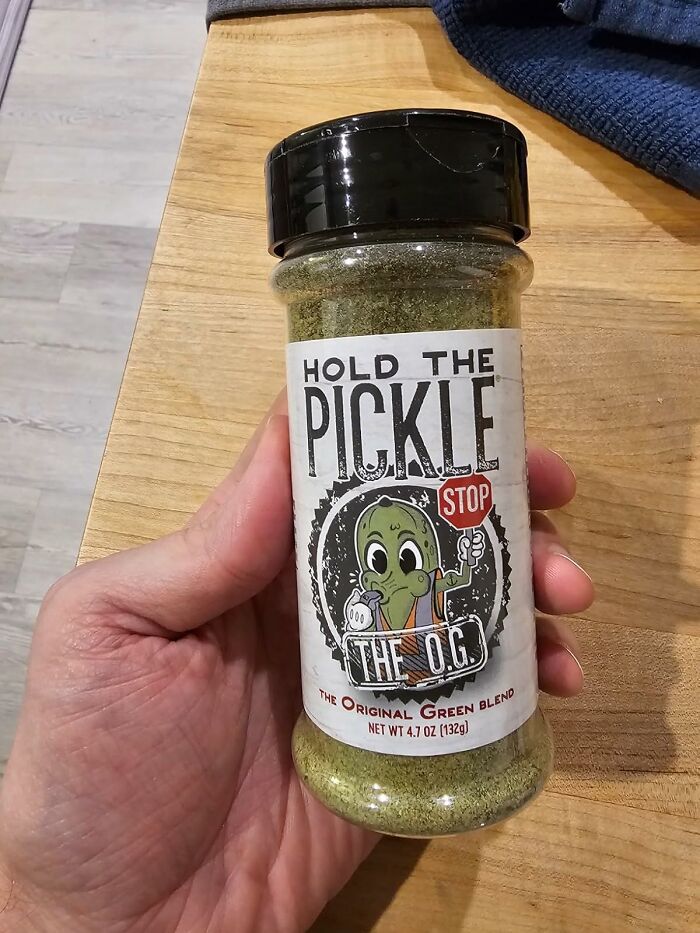 HOLD THE
PICKLE
STOP
THE O.G.
THE ORIGINAL GREEN BLEND
NET WT 4.7 OZ (132g)